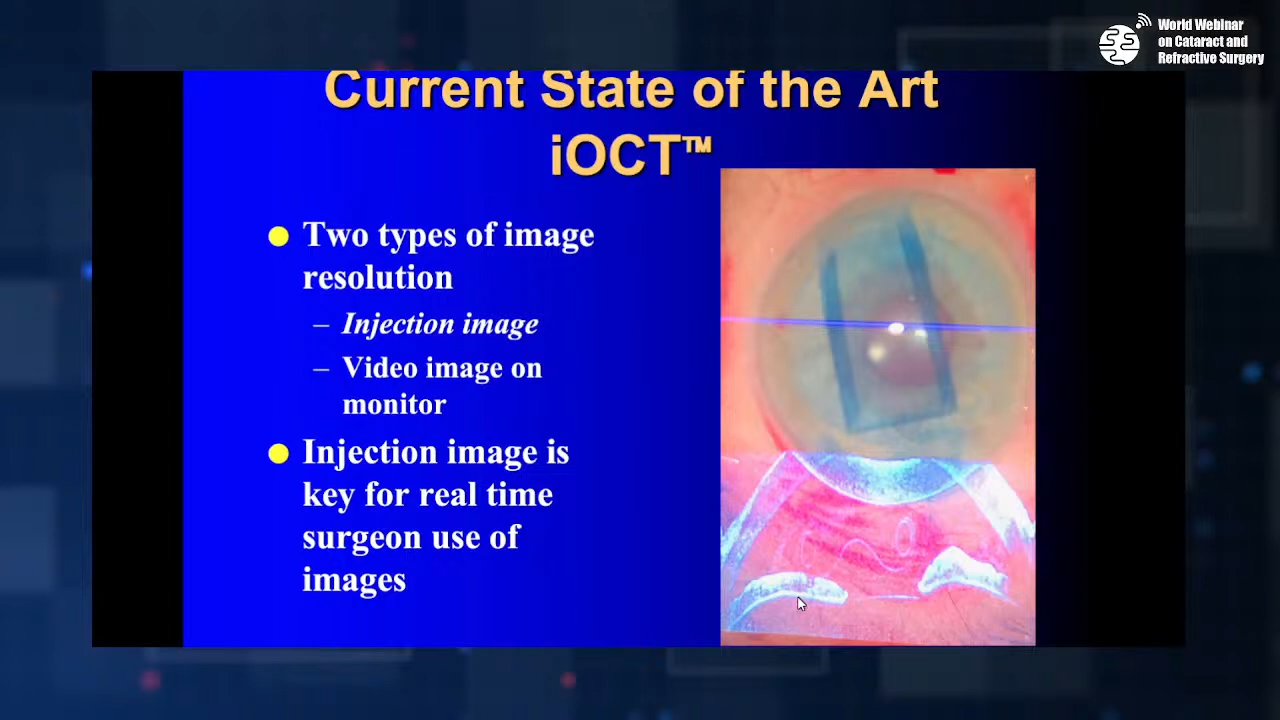 World Webinar
on Cataract and
Refractive Surgery
Current State of the Art
iOCT™
Two types of image
resolution
– Injection image
– Video image on
monitor
Injection image is
key for real time
surgeon use of
images